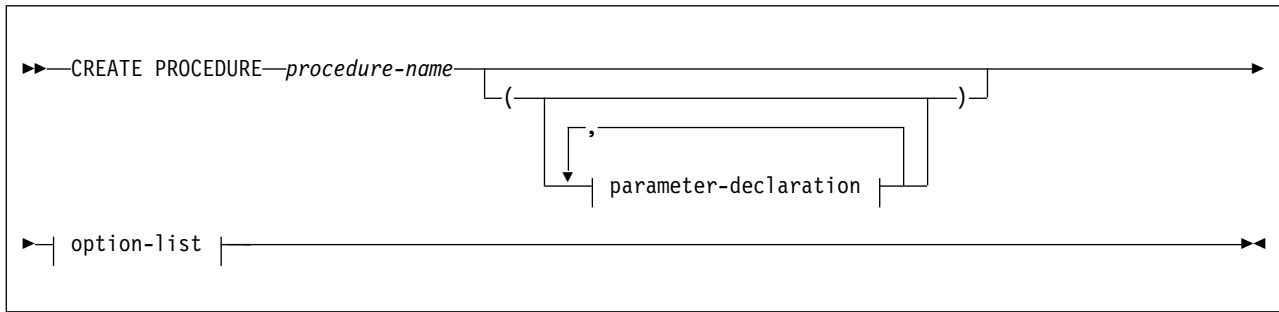 CREATE PROCEDURE procedure-name
( )
,
parameter-declaration
option-list